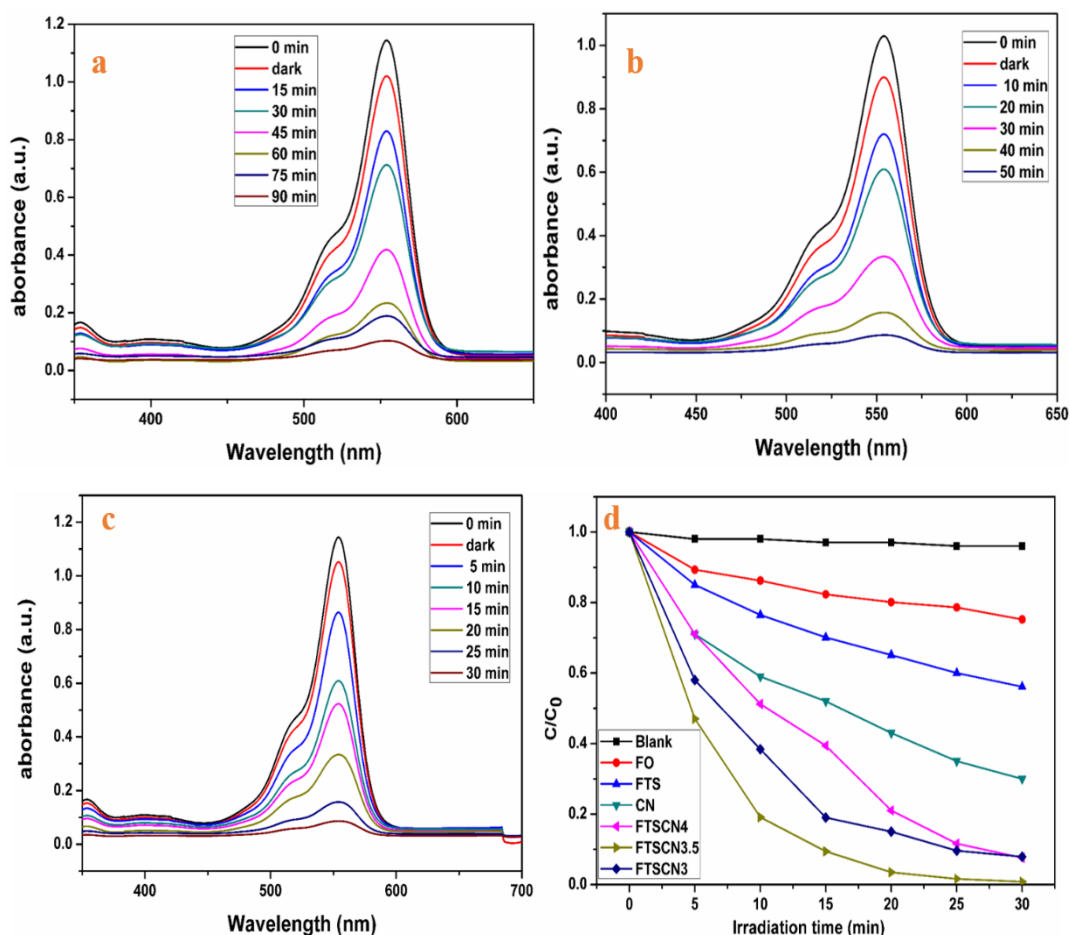 a
0 min
dark
15 min
30 min
45 min
60 min
75 min
90 min
aborbance (a.u.)
1.2
1.0
0.8
0.6
0.4
0.2
0.0
400 500 600
Wavelength (nm)
b
0 min
dark
10 min
20 min
30 min
40 min
50 min
aborbance (a.u.)
1.0
0.8
0.6
0.4
0.2
0.0
400 450 500 550 600 650
Wavelength (nm)
c
0 min
dark
5 min
10 min
15 min
20 min
25 min
30 min
aborbance (a.u.)
1.2
1.0
0.8
0.6
0.4
0.2
0.0
400 500 600 700
Wavelength (nm)
d
C/C0
1.0
0.8
0.6
0.4
0.2
0.0
Blank
FO
FTS
CN
FTSCN4
FTSCN3.5
FTSCN3
0 5 10 15 20 25 30
Irradiation time (min)